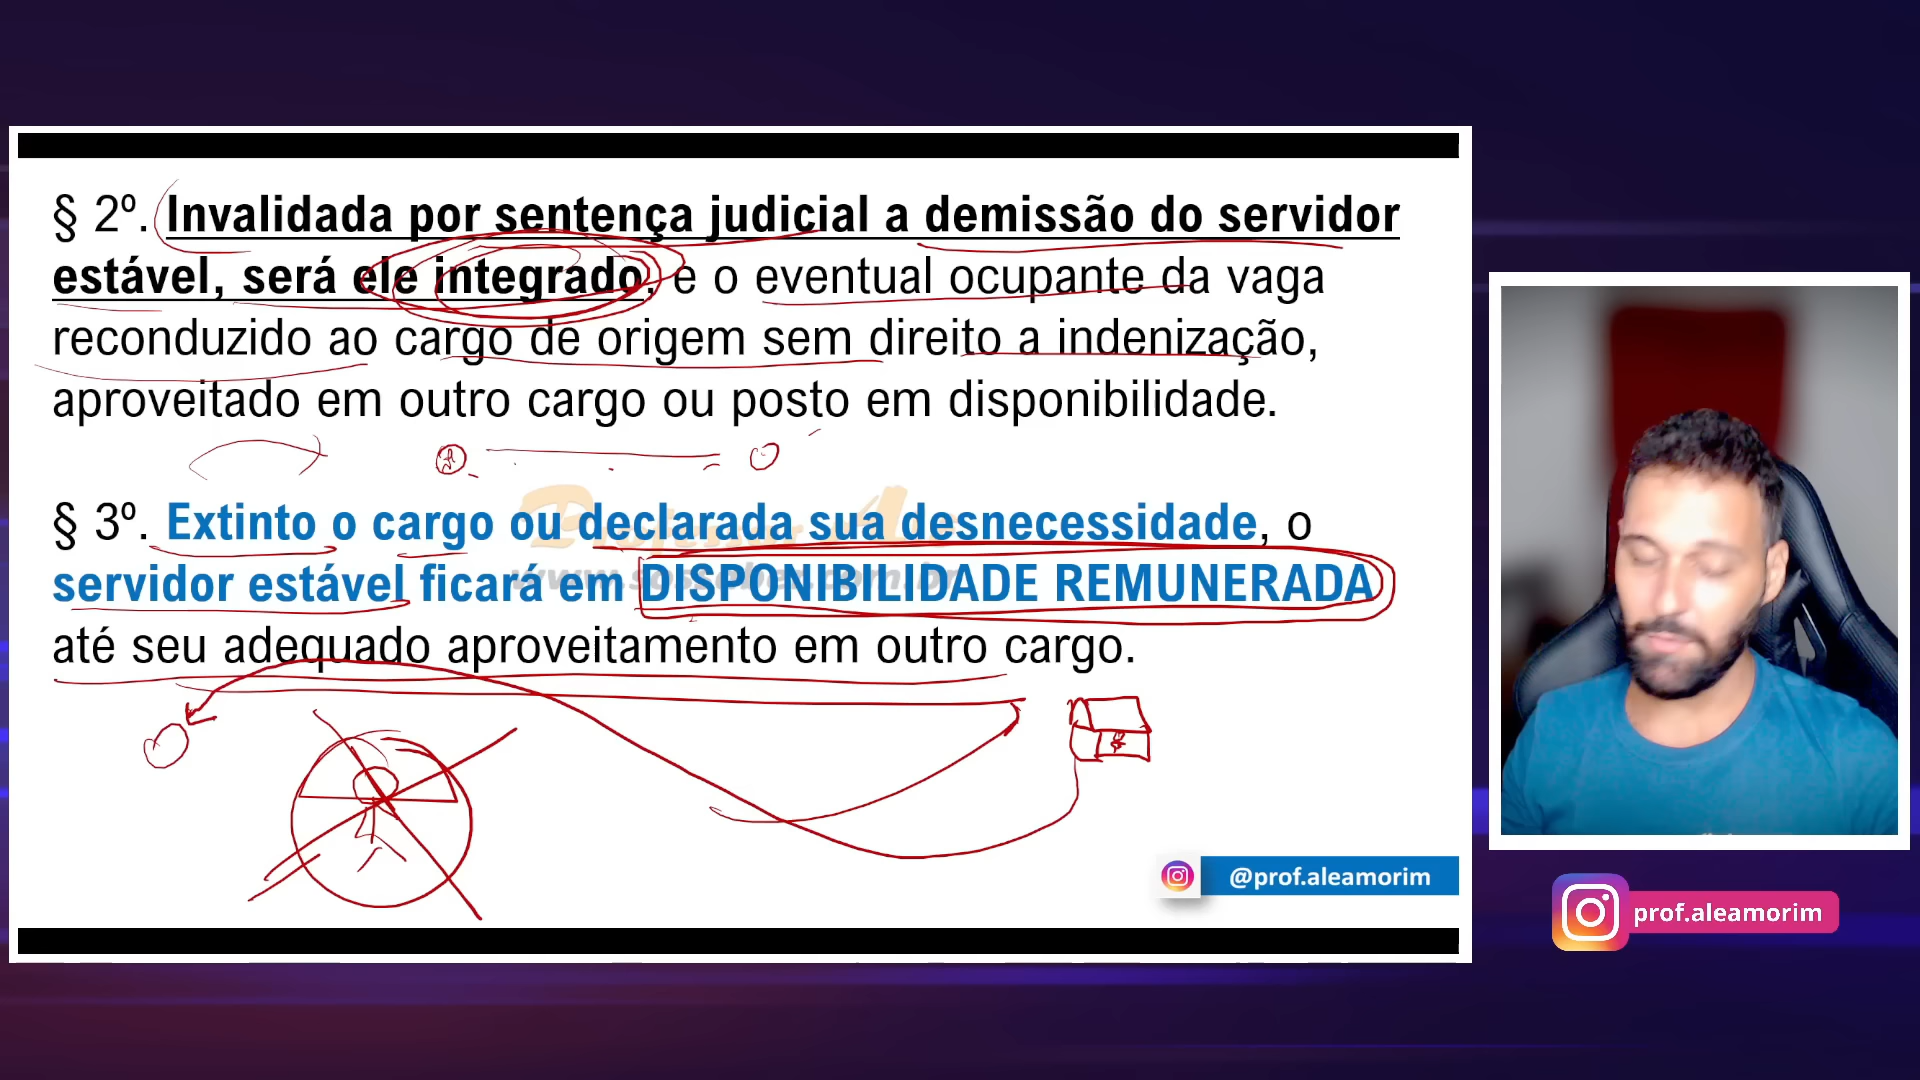 § 2º. Invalidada por sentença judicial a demissão do servidor
estável, será ele integrado, e o eventual ocupante da vaga
reconduzido ao cargo de origem sem direito a indenização,
aproveitado em outro cargo ou posto em disponibilidade.
§ 3º. Extinto o cargo ou declarada sua desnecessidade, o
servidor estável ficará em DISPONIBILIDADE REMUNERADA
até seu adequado aproveitamento em outro cargo.
@prof.aleamorim
prof.aleamorim